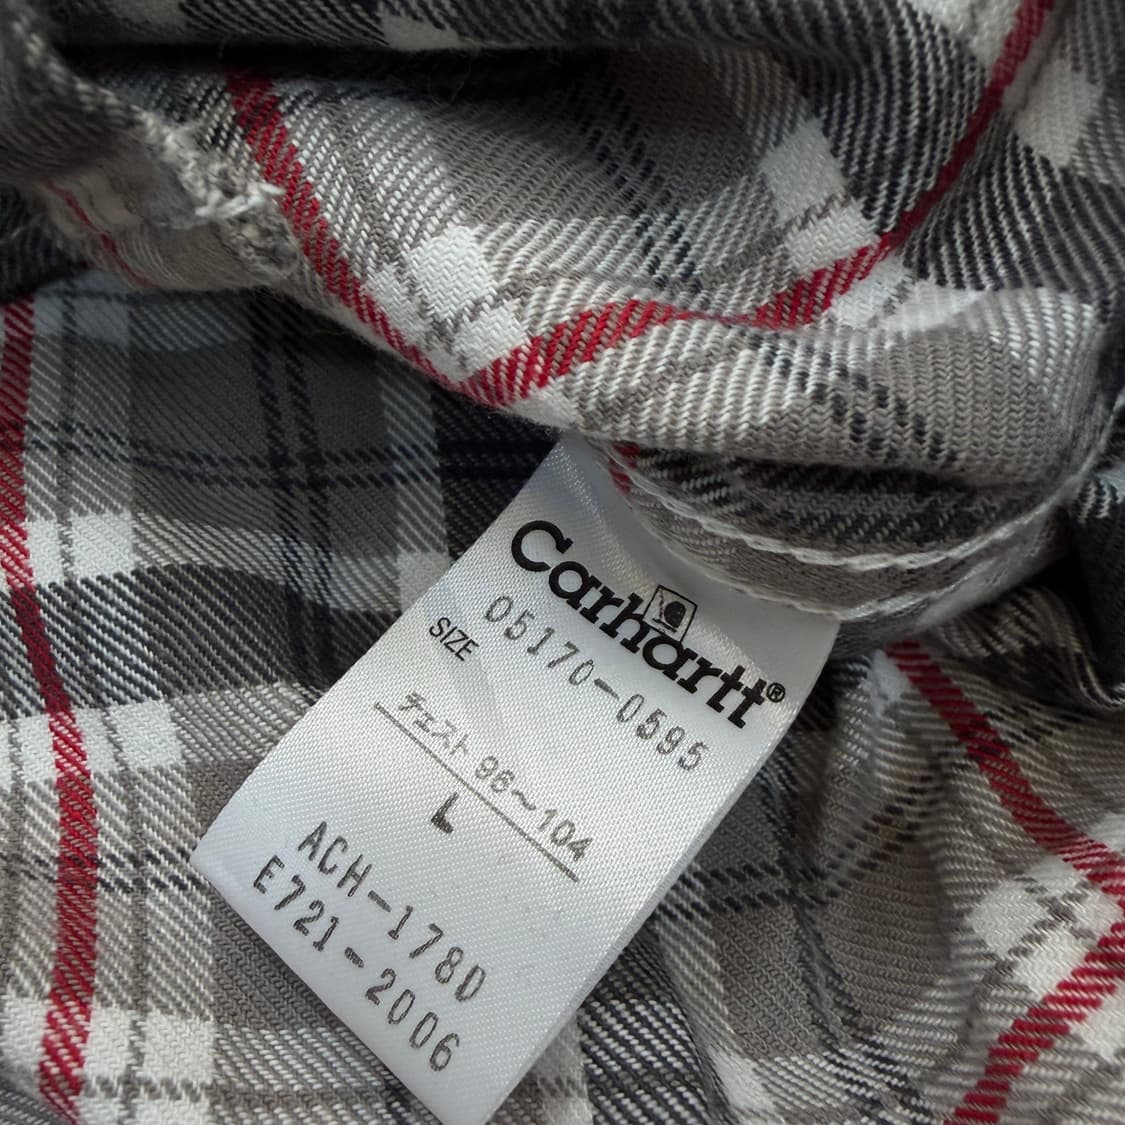 Carhartt®
05170-0595
SIZE
チェスト 96〜104
L
ACH-1780
E721-2006